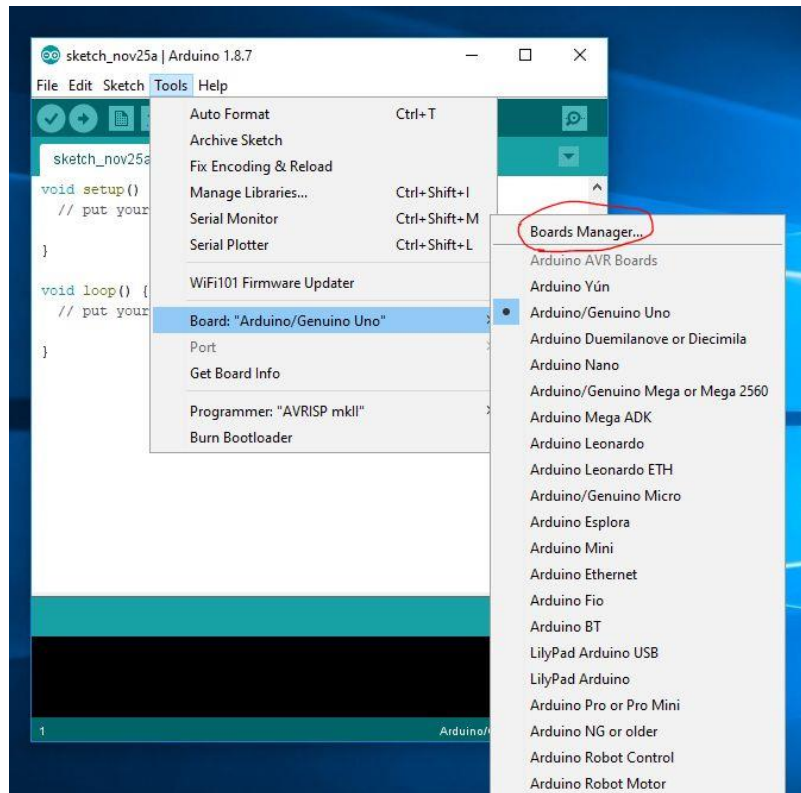 sketch_nov25a | Arduino 1.8.7
File Edit Sketch Tools Help
sketch_nov25a
void setup()
// put your
}
void loop() {
// put your
}
Auto Format Ctrl+T
Archive Sketch
Fix Encoding & Reload
Manage Libraries... Ctrl+Shift+I
Serial Monitor Ctrl+Shift+M
Serial Plotter Ctrl+Shift+L
WiFi101 Firmware Updater
Board: "Arduino/Genuino Uno"
Port
Get Board Info
Programmer: "AVRISP mkII"
Burn Bootloader
Boards Manager...
Arduino AVR Boards
Arduino Yún
Arduino/Genuino Uno
Arduino Duemilanove or Diecimila
Arduino Nano
Arduino/Genuino Mega or Mega 2560
Arduino Mega ADK
Arduino Leonardo
Arduino Leonardo ETH
Arduino/Genuino Micro
Arduino Esplora
Arduino Mini
Arduino Ethernet
Arduino Fio
Arduino BT
LilyPad Arduino USB
LilyPad Arduino
Arduino Pro or Pro Mini
Arduino NG or older
Arduino Robot Control
Arduino Robot Motor
1 Arduino/